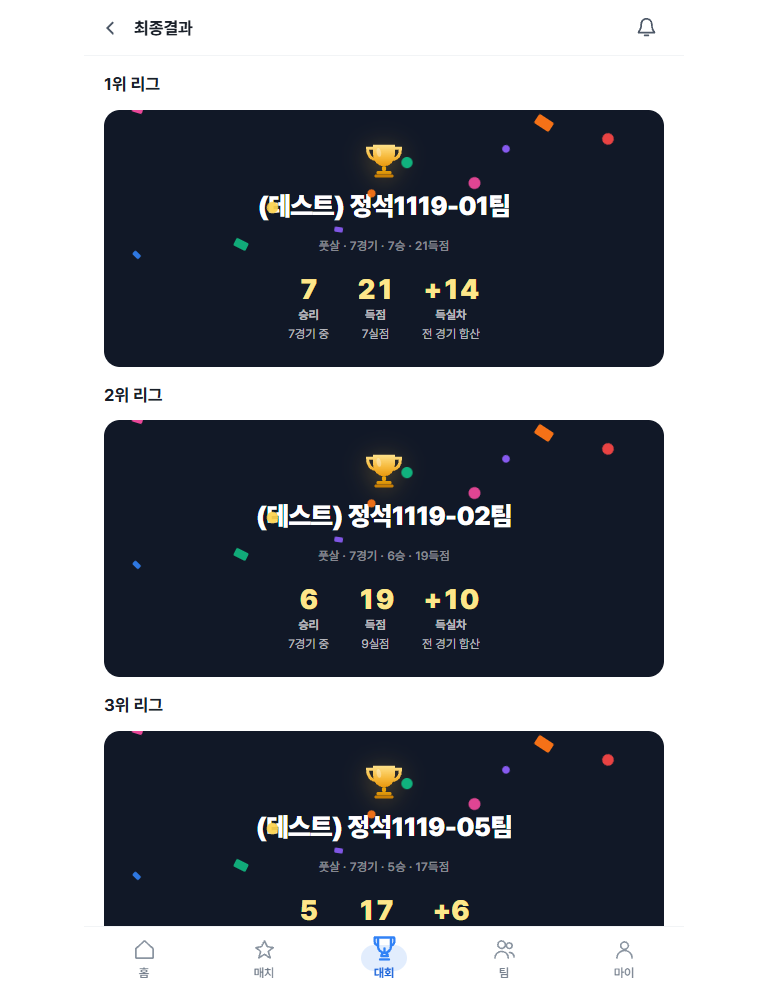 최종결과
1위 리그
(테스트) 정석1119-01팀
풋살 · 7경기 · 7승 · 21득점
7 21 +14
승리 득점 득실차
7경기 중 7실점 전 경기 합산
2위 리그
(테스트) 정석1119-02팀
풋살 · 7경기 · 6승 · 19득점
6 19 +10
승리 득점 득실차
7경기 중 9실점 전 경기 합산
3위 리그
(테스트) 정석1119-05팀
풋살 · 7경기 · 5승 · 17득점
5 17 +6
홈 매치 대회 팀 마이